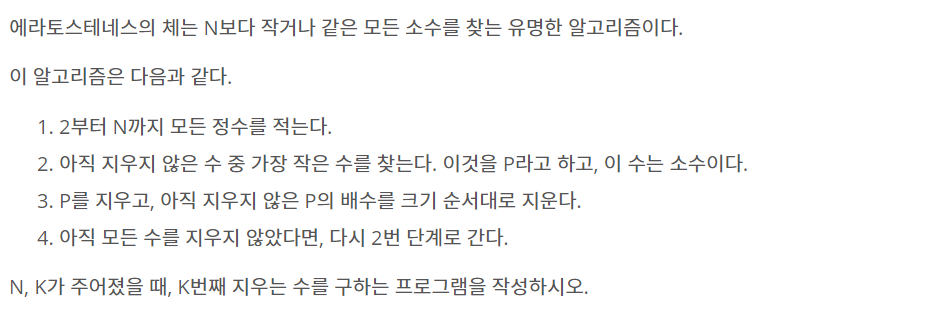 에라토스테네스의 체는 N보다 작거나 같은 모든 소수를 찾는 유명한 알고리즘이다.
이 알고리즘은 다음과 같다.
1. 2부터 N까지 모든 정수를 적는다.
2. 아직 지우지 않은 수 중 가장 작은 수를 찾는다. 이것을 P라고 하고, 이 수는 소수이다.
3. P를 지우고, 아직 지우지 않은 P의 배수를 크기 순서대로 지운다.
4. 아직 모든 수를 지우지 않았다면, 다시 2번 단계로 간다.
N, K가 주어졌을 때, K번째 지우는 수를 구하는 프로그램을 작성하시오.